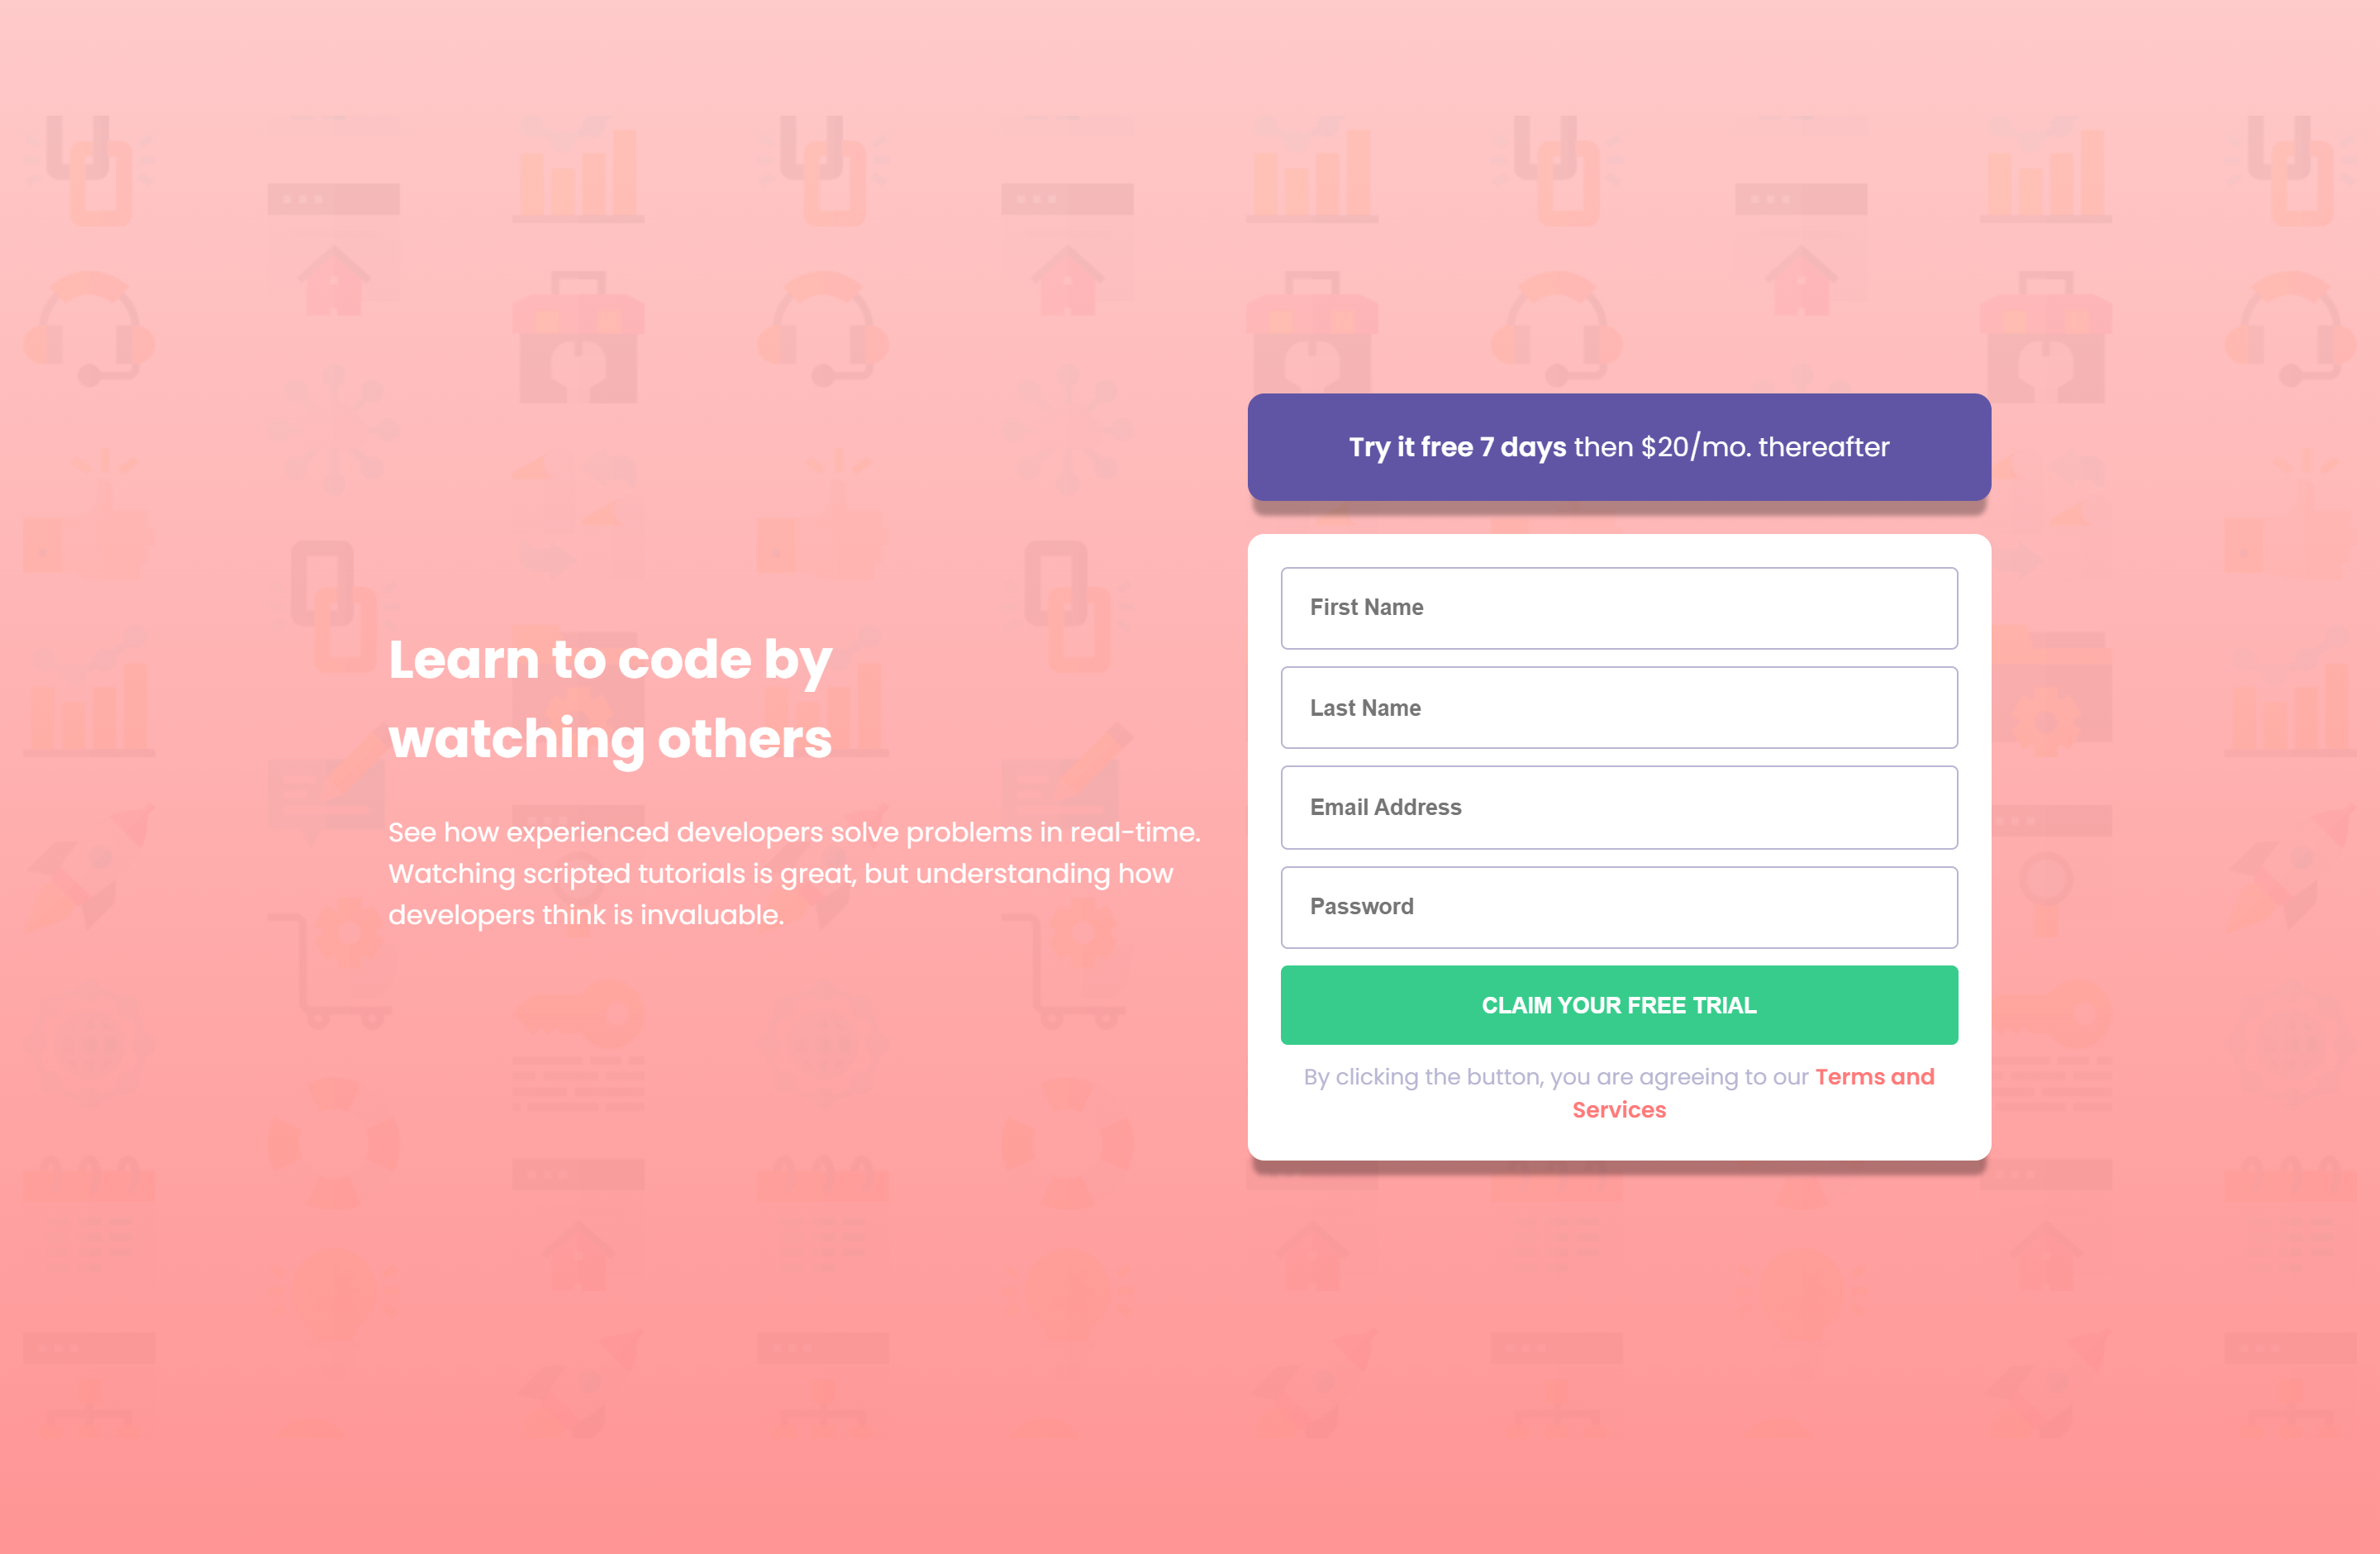 Learn to code by
watching others
See how experienced developers solve problems in real-time.
Watching scripted tutorials is great, but understanding how
developers think is invaluable.
Try it free 7 days then $20/mo. thereafter
First Name
Last Name
Email Address
Password
CLAIM YOUR FREE TRIAL
By clicking the button, you are agreeing to our Terms and
Services